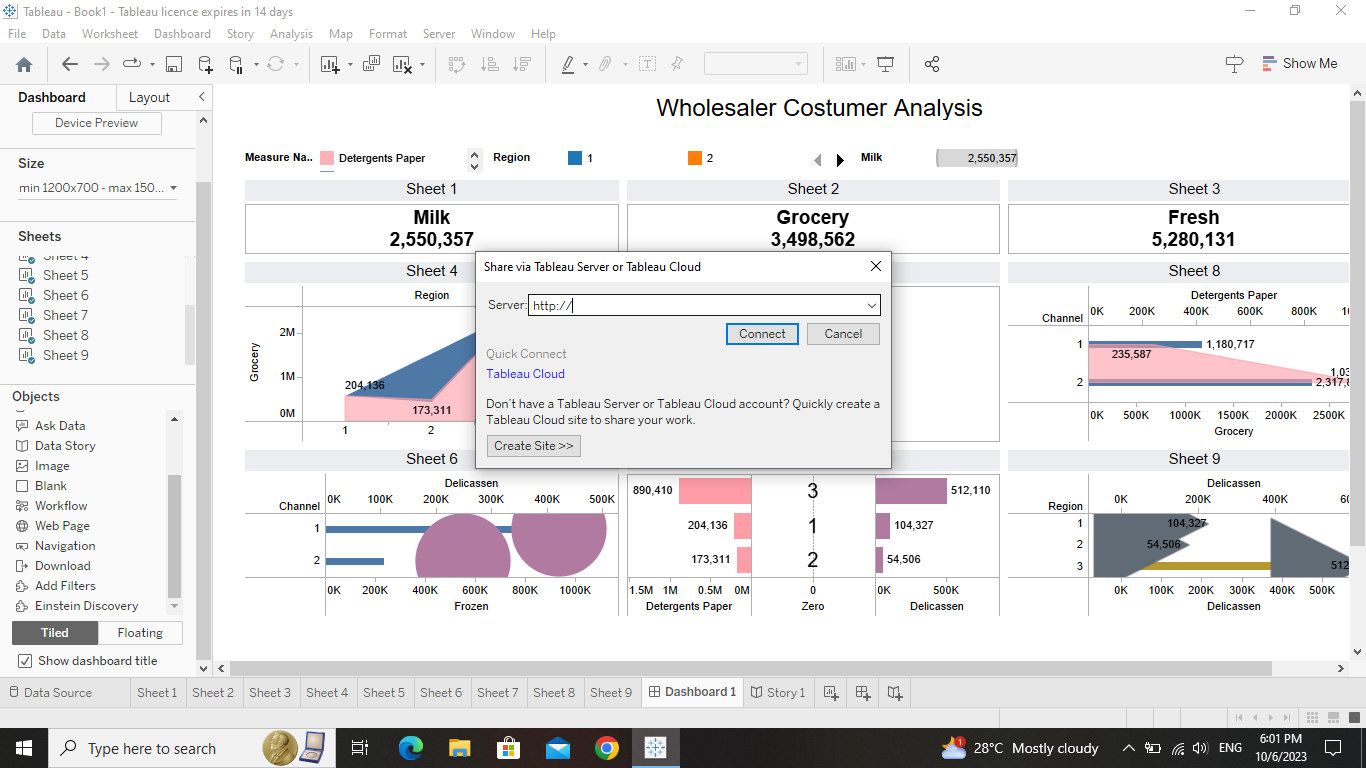 Tableau - Book1 - Tableau licence expires in 14 days
File Data Worksheet Dashboard Story Analysis Map Format Server Window Help
Show Me
Dashboard Layout
Device Preview
Size
min 1200x700 - max 150...
Sheets
Sheet 4
Sheet 5
Sheet 6
Sheet 7
Sheet 8
Sheet 9
Objects
Ask Data
Data Story
Image
Blank
Workflow
Web Page
Navigation
Download
Add Filters
Einstein Discovery
Tiled Floating
Show dashboard title
Wholesaler Costumer Analysis
Measure Na.. Detergents Paper Region 1 2 Milk 2,550,357
Sheet 1 Sheet 2 Sheet 3
Milk Grocery Fresh
2,550,357 3,498,562 5,280,131
Sheet 4
Region
Grocery
2M
1M
0M
204,136
173,311
1 2
Share via Tableau Server or Tableau Cloud
Server: http://
Connect Cancel
Quick Connect
Tableau Cloud
Don't have a Tableau Server or Tableau Cloud account? Quickly create a
Tableau Cloud site to share your work.
Create Site >>
Sheet 8
Detergents Paper
Channel 0K 200K 400K 600K 800K
1 1,180,717
235,587
2
0K 500K 1000K 1500K 2000K 2500K
Grocery
Sheet 6
Delicassen
Channel 0K 100K 200K 300K 400K 500K
1
2
0K 200K 400K 600K 800K 1000K
Frozen
890,410 3 512,110
204,136 1 104,327
173,311 2 54,506
1.5M 1M 0.5M 0M 0 0K 500K
Detergents Paper Zero Delicassen
Sheet 9
Delicassen
Region 0K 200K 400K
1 104,327
2 54,506
3 512
0K 100K 200K 300K 400K 500K
Delicassen
Data Source Sheet 1 Sheet 2 Sheet 3 Sheet 4 Sheet 5 Sheet 6 Sheet 7 Sheet 8 Sheet 9 Dashboard 1 Story 1
Type here to search
1
28°C Mostly cloudy
ENG
6:01 PM
10/6/2023